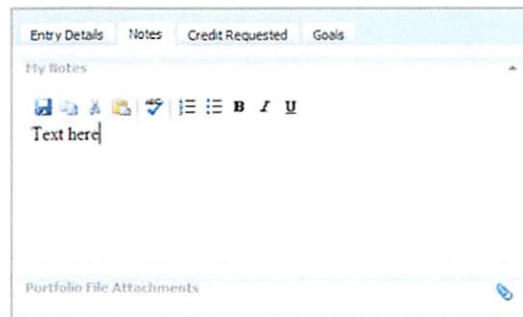 Entry Details Notes Credit Requested Goals
My Notes
B I U
Text here
Portfolio File Attachments